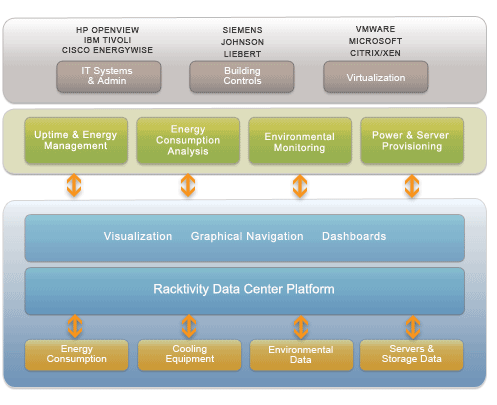 HP OPENVIEW
IBM TIVOLI
CISCO ENERGYWISE
SIEMENS
JOHNSON
LIEBERT
VMWARE
MICROSOFT
CITRIX/XEN
IT Systems
& Admin
Building
Controls
Virtualization
Uptime & Energy
Management
Energy
Consumption
Analysis
Environmental
Monitoring
Power & Server
Provisioning
Visualization Graphical Navigation Dashboards
Racktivity Data Center Platform
Energy
Consumption
Cooling
Equipment
Environmental
Data
Servers &
Storage Data